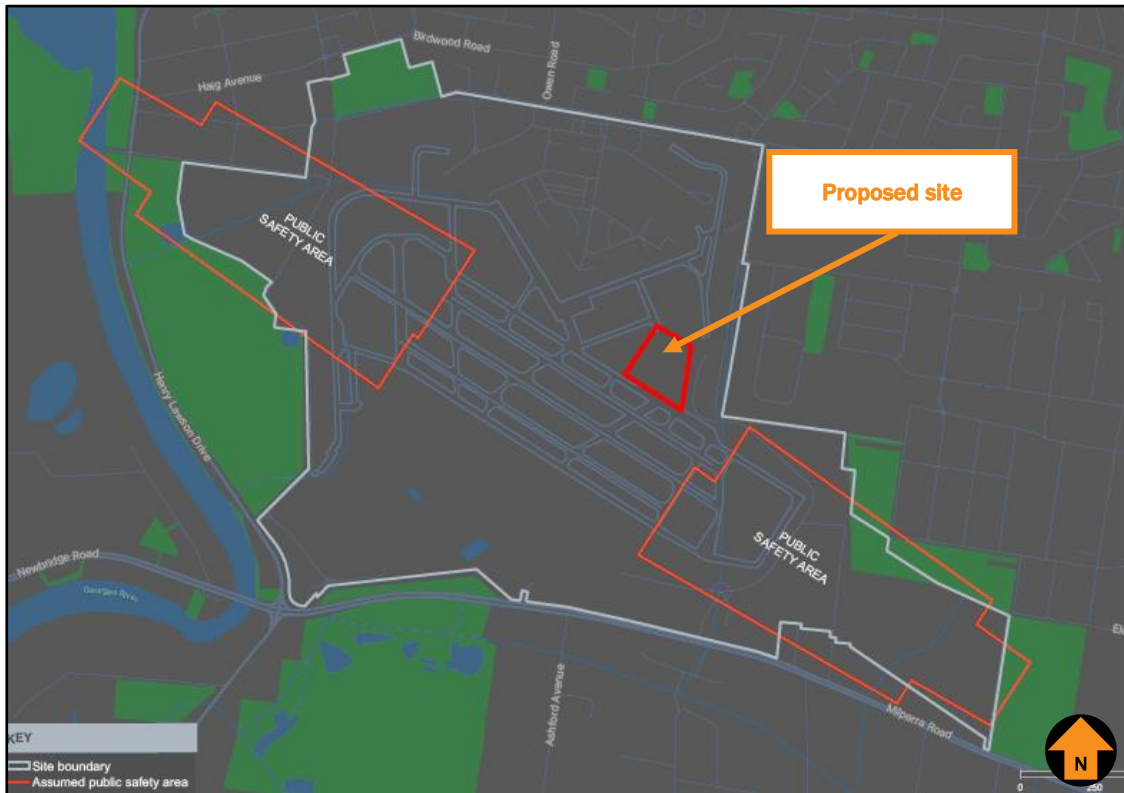 Birdwood Road
Owen Road
Haig Avenue
Proposed site
PUBLIC
SAFETY AREA
Henry Lawson Drive
PUBLIC
SAFETY AREA
Newbridge Road
Georges River
Ashford Avenue
Milperra Road
KEY
Site boundary
Assumed public safety area
N
0
250